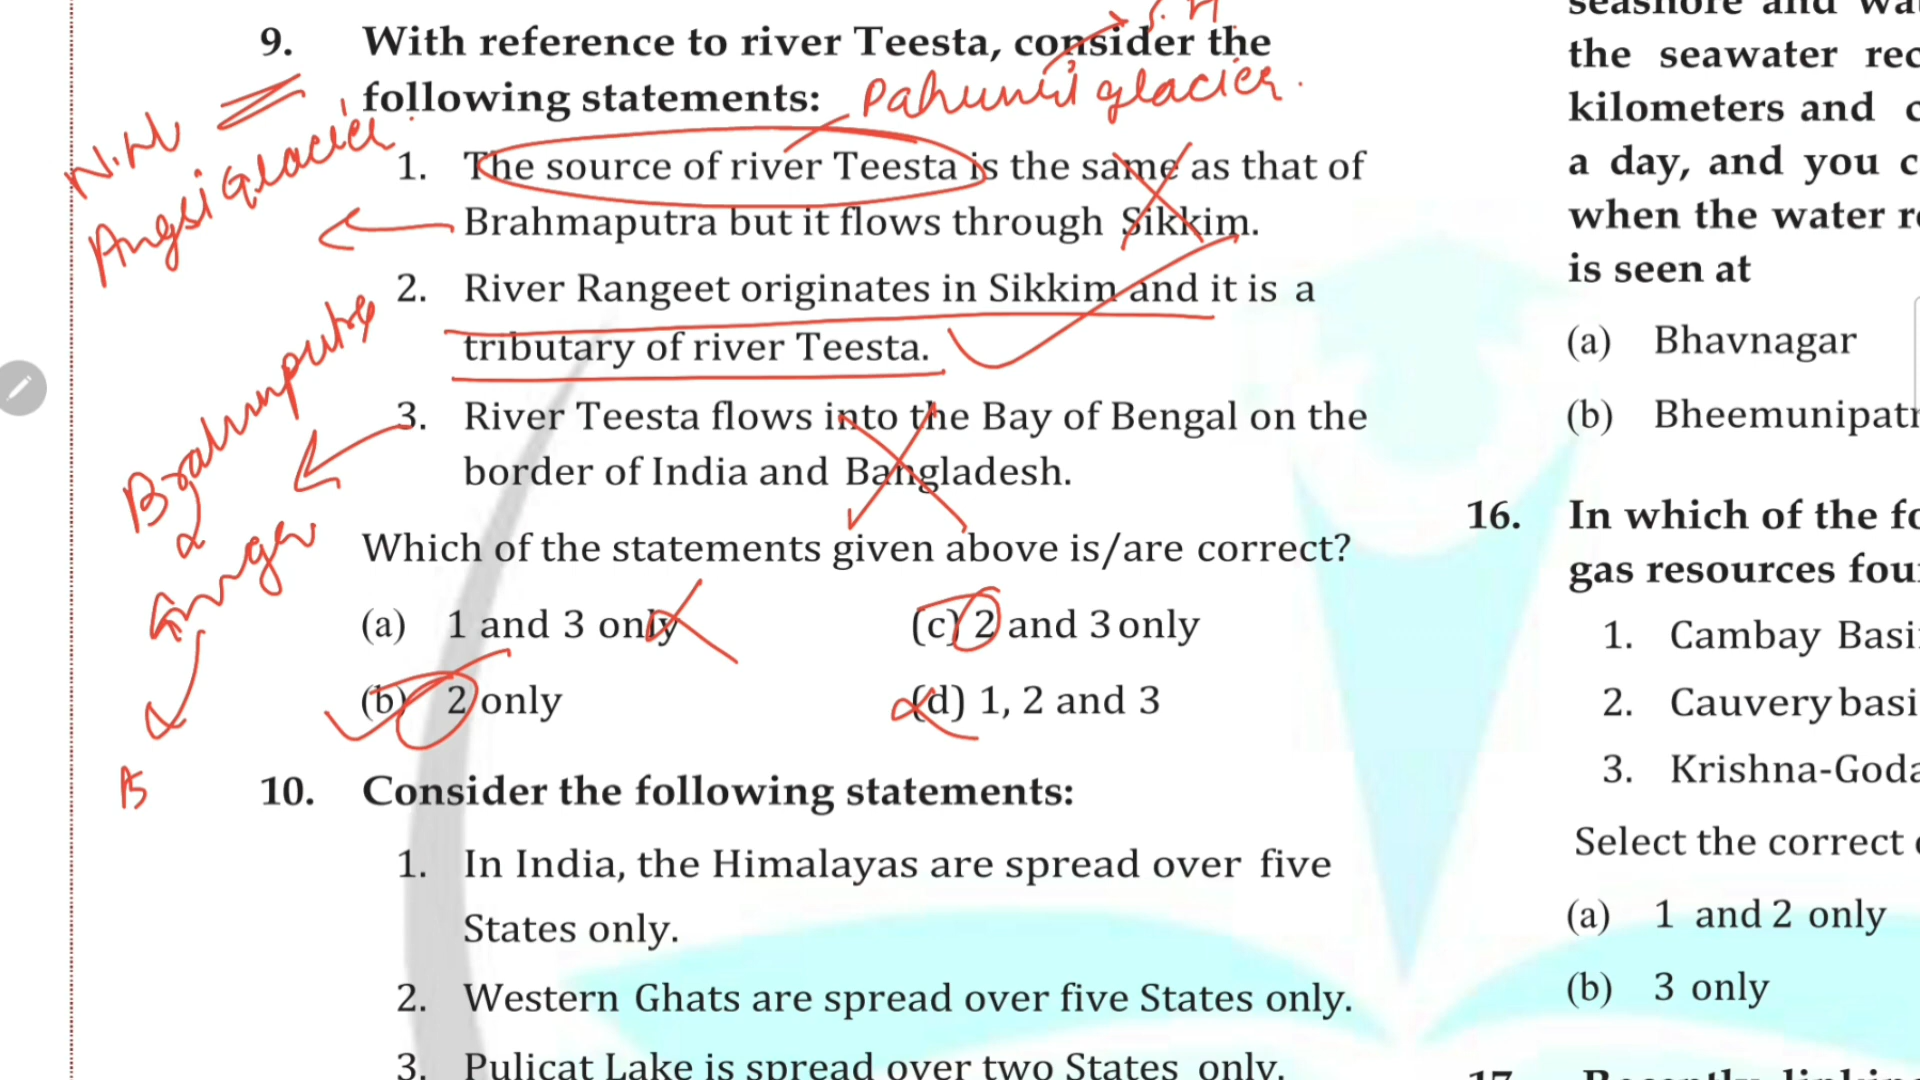 9. With reference to river Teesta, consider the
following statements:
Pahunri glacier.
S. H
N.W
Angsi Glacier
1. The source of river Teesta is the same as that of
Brahmaputra but it flows through Sikkim.
2. River Rangeet originates in Sikkim and it is a
tributary of river Teesta.
3. River Teesta flows into the Bay of Bengal on the
border of India and Bangladesh.
Which of the statements given above is/are correct?
(a) 1 and 3 only
(c) 2 and 3 only
(b) 2 only
(d) 1, 2 and 3
10. Consider the following statements:
1. In India, the Himalayas are spread over five
States only.
2. Western Ghats are spread over five States only.
3. Pulicat Lake is spread over two States only.
the seawater rec
kilometers and c
a day, and you c
when the water re
is seen at
(a) Bhavnagar
(b) Bheemunipatn
16. In which of the fo
gas resources foun
1. Cambay Basi
2. Cauvery basi
3. Krishna-Goda
Select the correct
(a) 1 and 2 only
(b) 3 only
17.